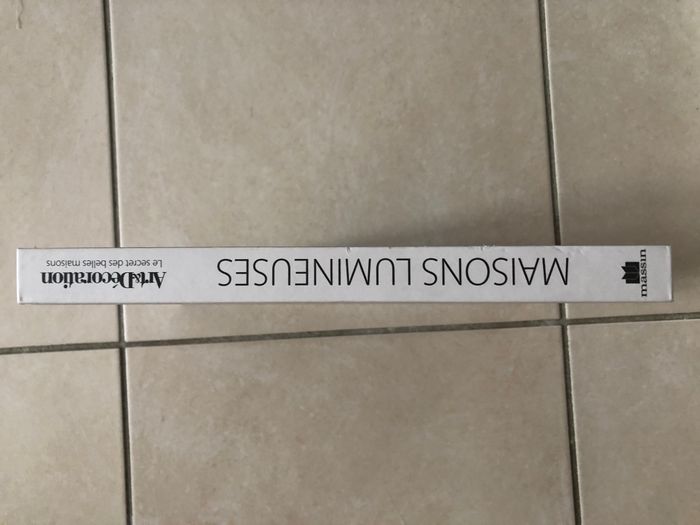 massin
MAISONS LUMINEUSES
Art&Décoration
Le secret des belles maisons